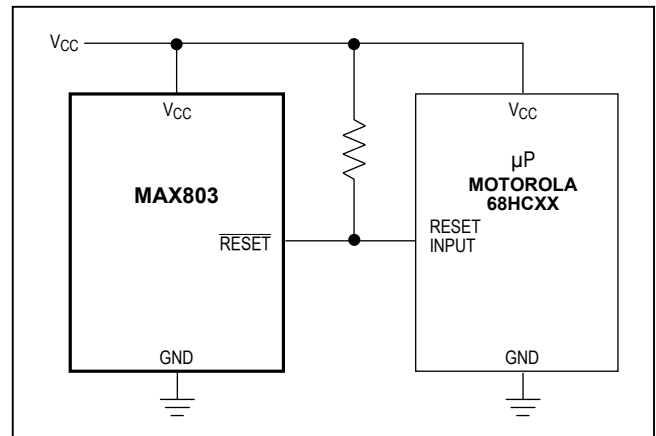 VCC
VCC
MAX803
RESET
GND
VCC
µP
MOTOROLA
68HCXX
RESET
INPUT
GND